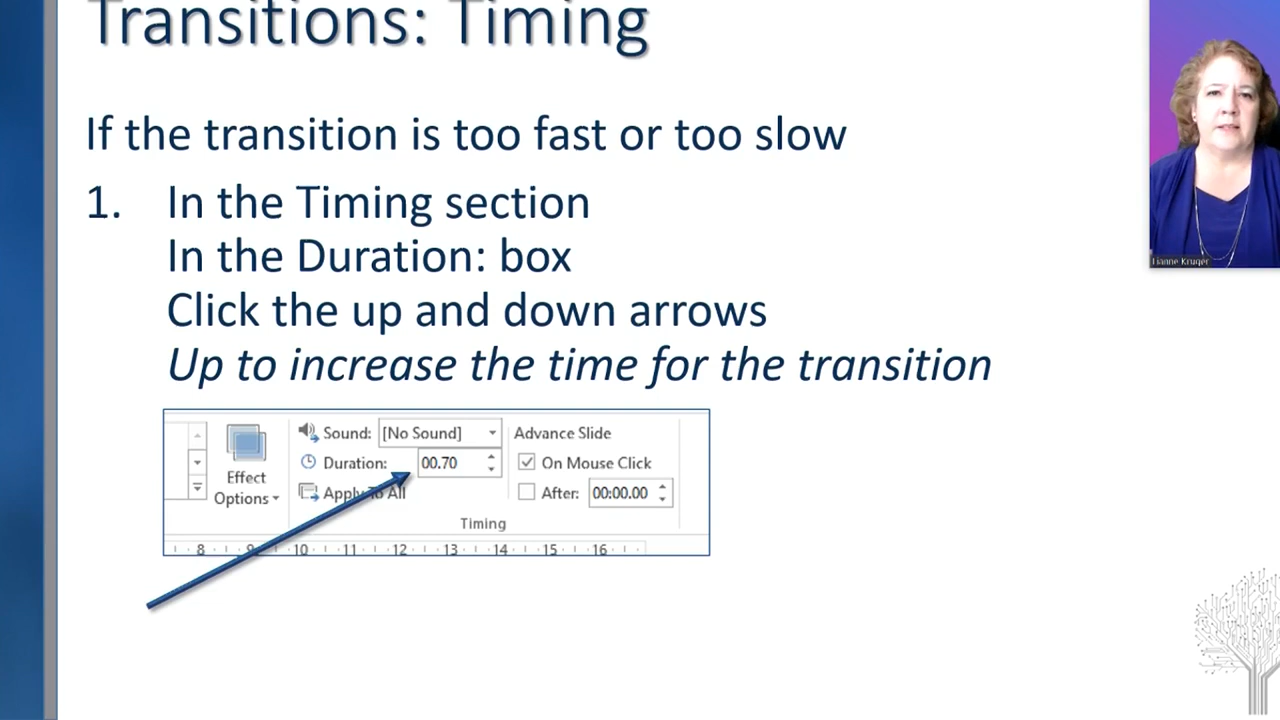 Transitions: Timing
If the transition is too fast or too slow
1. In the Timing section
In the Duration: box
Click the up and down arrows
Up to increase the time for the transition
Sound: [No Sound] Advance Slide
Duration: 00.70 On Mouse Click
Effect
Options
Apply To All After: 00:00.00
Timing
8 9 10 11 12 13 14 15 16
Lianne Kruger